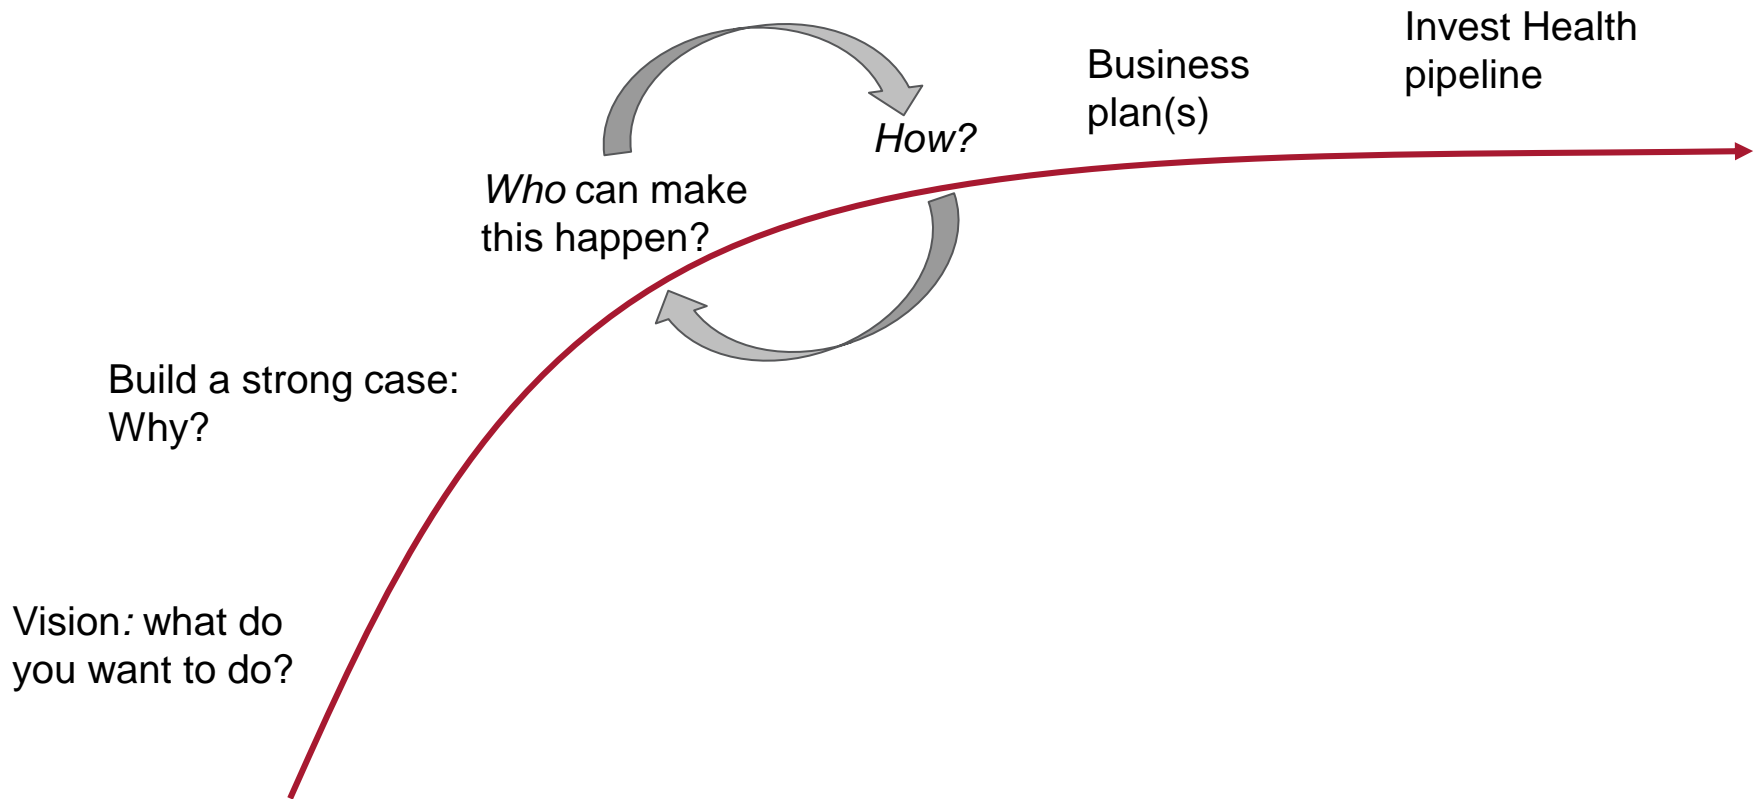 Vision: what do
you want to do?
Build a strong case:
Why?
Who can make
this happen?
How?
Business
plan(s)
Invest Health
pipeline